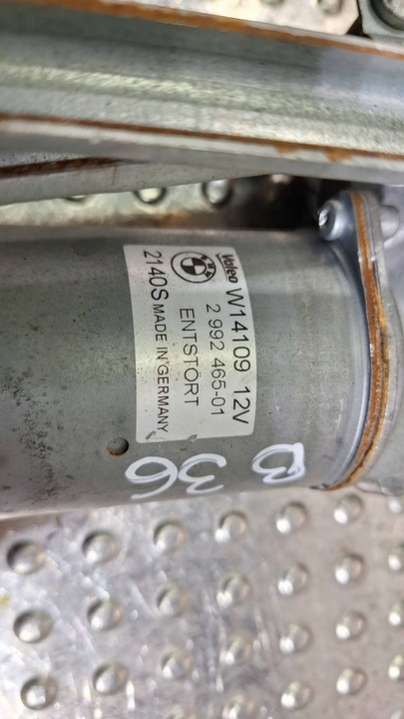 Valeo W14109 12V
2 992 465-01
ENTSTÖRT
2140S MADE IN GERMANY
36